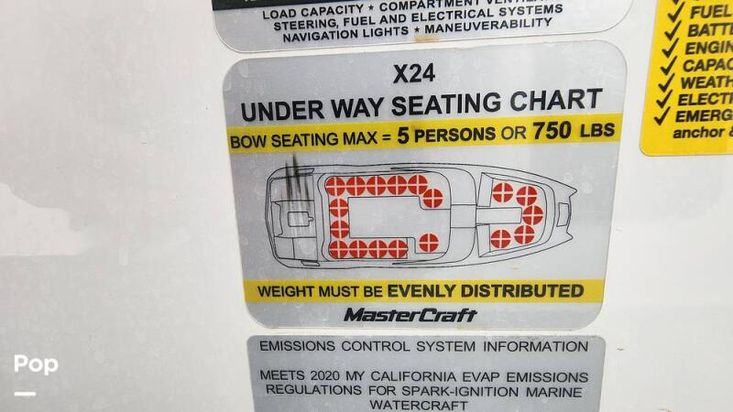 LOAD CAPACITY * COMPARTMENT
STEERING, FUEL AND ELECTRICAL SYSTEMS
NAVIGATION LIGHTS * MANEUVERABILITY
X24
UNDER WAY SEATING CHART
BOW SEATING MAX = 5 PERSONS OR 750 LBS
WEIGHT MUST BE EVENLY DISTRIBUTED
MasterCraft
EMISSIONS CONTROL SYSTEM INFORMATION
MEETS 2020 MY CALIFORNIA EVAP EMISSIONS
REGULATIONS FOR SPARK-IGNITION MARINE
WATERCRAFT
✓ FUEL
✓ BATT
✓ ENGIN
✓ CAPAC
✓ WEATH
✓ ELECTR
✓ EMERG
anchor &
Pop